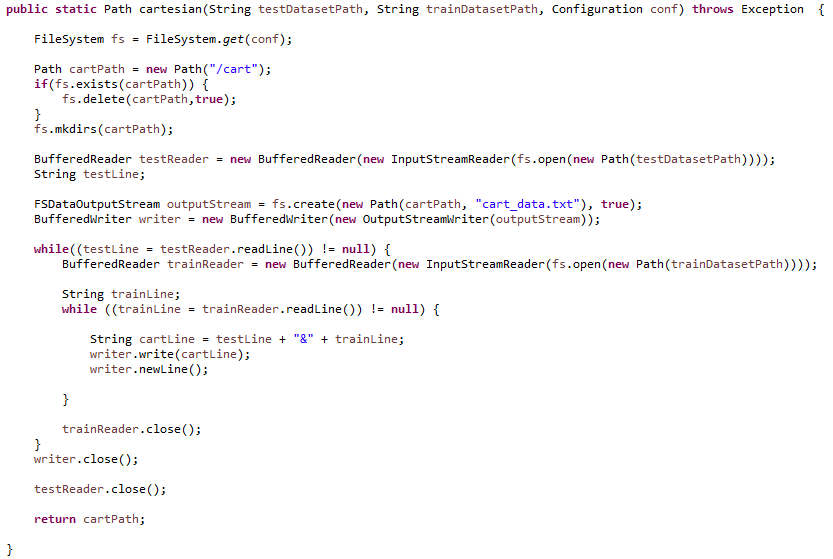 public static Path cartesian(String testDatasetPath, String trainDatasetPath, Configuration conf) throws Exception  {
FileSystem fs = FileSystem.get(conf);
Path cartPath = new Path("/cart");
if(fs.exists(cartPath)) {
fs.delete(cartPath,true);
}
fs.mkdirs(cartPath);
BufferedReader testReader = new BufferedReader(new InputStreamReader(fs.open(new Path(testDatasetPath))));
String testLine;
FSDataOutputStream outputStream = fs.create(new Path(cartPath, "cart_data.txt"), true);
BufferedWriter writer = new BufferedWriter(new OutputStreamWriter(outputStream));
while((testLine = testReader.readLine()) != null) {
BufferedReader trainReader = new BufferedReader(new InputStreamReader(fs.open(new Path(trainDatasetPath))));
String trainLine;
while ((trainLine = trainReader.readLine()) != null) {
String cartLine = testLine + "&" + trainLine;
writer.write(cartLine);
writer.newLine();
}
trainReader.close();
}
writer.close();
testReader.close();
return cartPath;
}